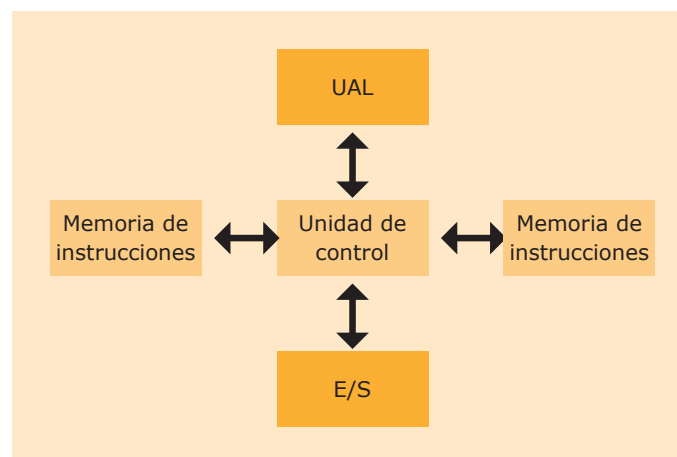 UAL
Memoria de
instrucciones
Unidad de
control
Memoria de
instrucciones
E/S